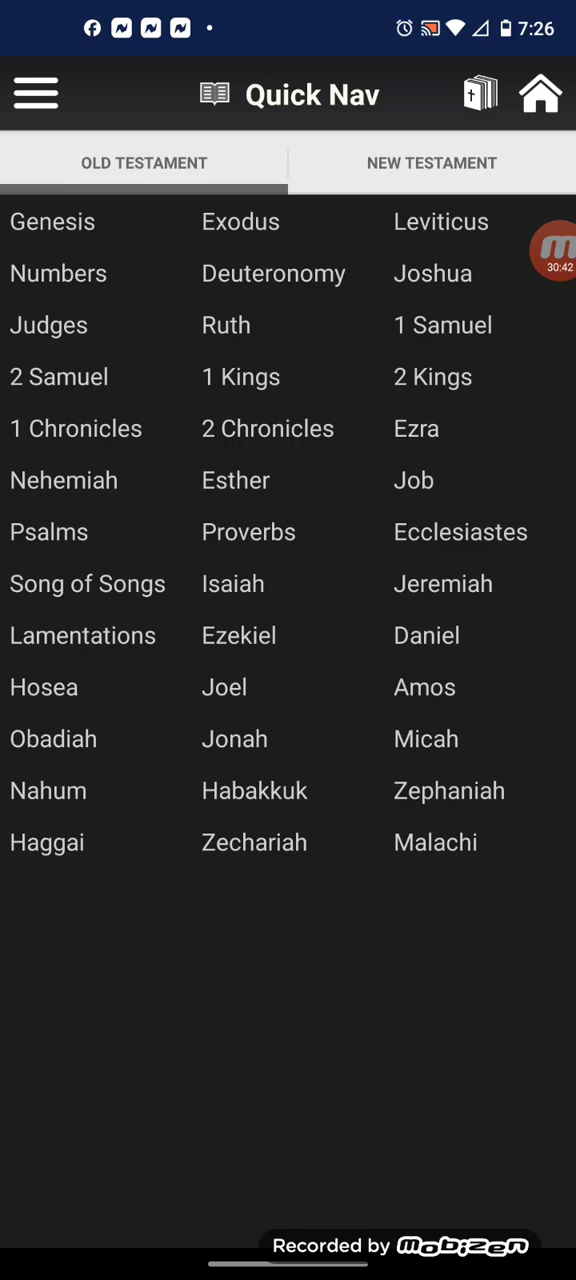 7:26
Quick Nav
OLD TESTAMENT NEW TESTAMENT
Genesis Exodus Leviticus
Numbers Deuteronomy Joshua
Judges Ruth 1 Samuel
2 Samuel 1 Kings 2 Kings
1 Chronicles 2 Chronicles Ezra
Nehemiah Esther Job
Psalms Proverbs Ecclesiastes
Song of Songs Isaiah Jeremiah
Lamentations Ezekiel Daniel
Hosea Joel Amos
Obadiah Jonah Micah
Nahum Habakkuk Zephaniah
Haggai Zechariah Malachi
30:42
Recorded by mobizen